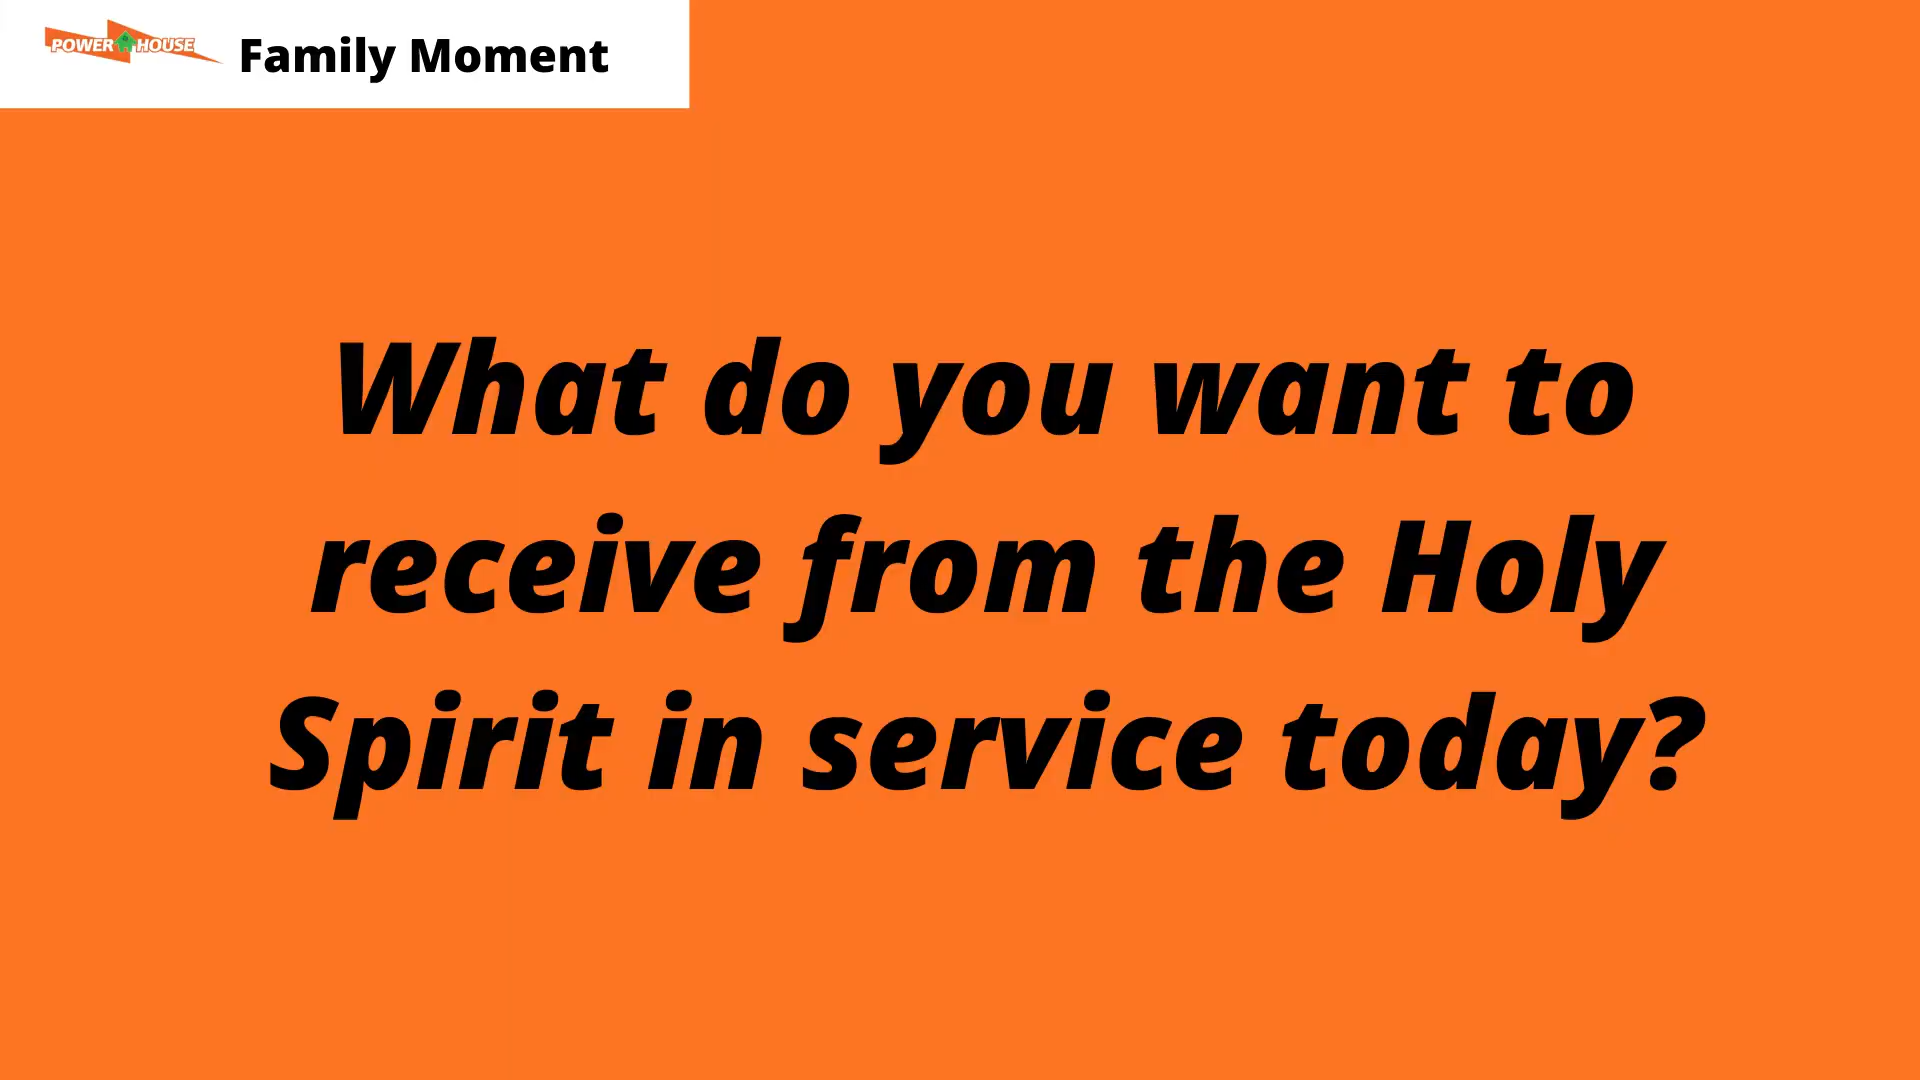 POWER HOUSE
Family Moment
What do you want to
receive from the Holy
Spirit in service today?